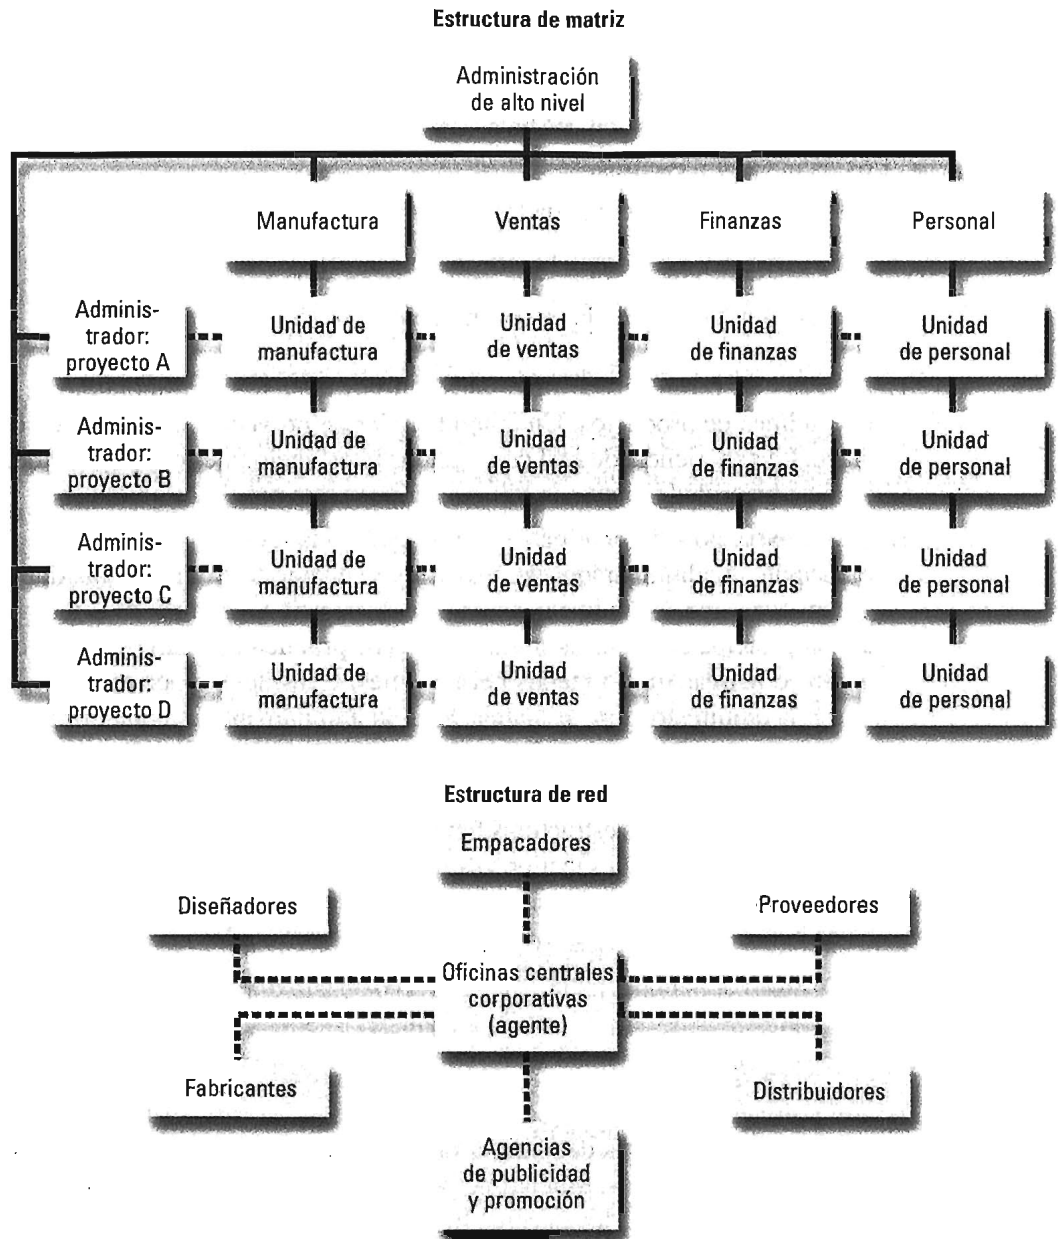 Estructura de matriz
Administración
de alto nivel
Manufactura
Ventas
Finanzas
Personal
Adminis-
trador:
proyecto A
Unidad de
manufactura
Unidad
de ventas
Unidad
de finanzas
Unidad
de personal
Adminis-
trador:
proyecto B
Unidad de
manufactura
Unidad
de ventas
Unidad
de finanzas
Unidad
de personal
Adminis-
trador:
proyecto C
Unidad de
manufactura
Unidad
de ventas
Unidad
de finanzas
Unidad
de personal
Adminis-
trador:
proyecto D
Unidad de
manufactura
Unidad
de ventas
Unidad
de finanzas
Unidad
de personal
Estructura de red
Empacadores
Diseñadores
Proveedores
Oficinas centrales
corporativas
(agente)
Fabricantes
Distribuidores
Agencias
de publicidad
y promoción